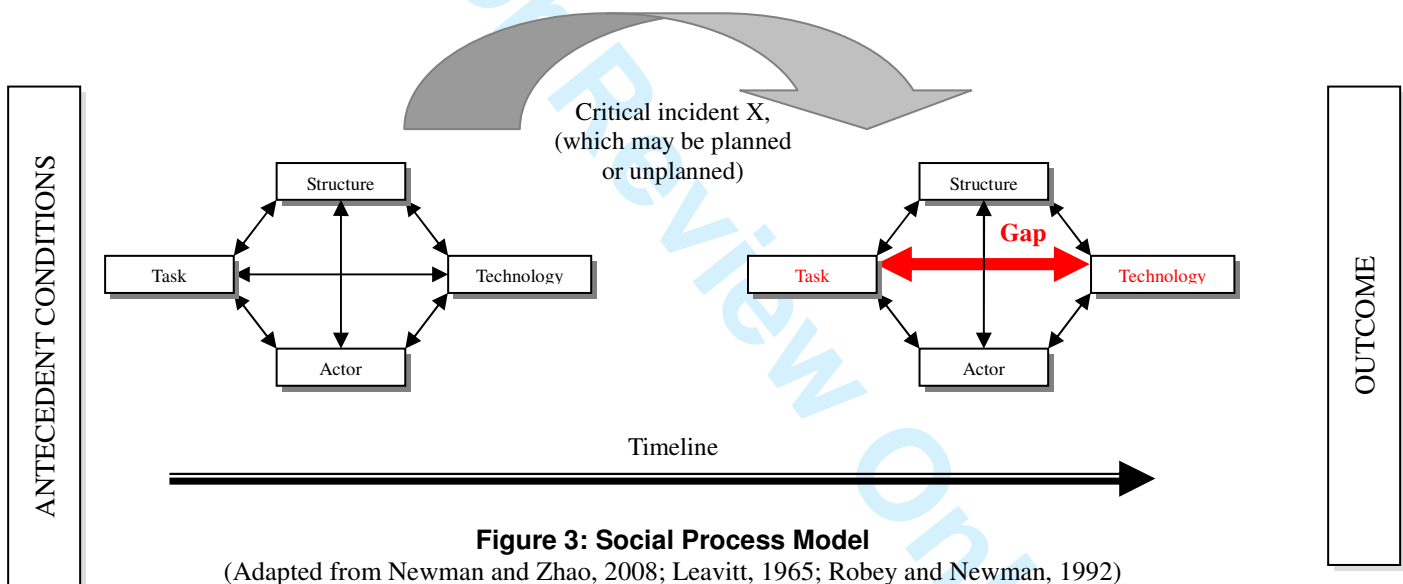 ANTECEDENT CONDITIONS
Critical incident X,
(which may be planned
or unplanned)
Structure
Task
Technology
Actor
Structure
Gap
Task
Technology
Actor
OUTCOME
Timeline
Figure 3: Social Process Model
(Adapted from Newman and Zhao, 2008; Leavitt, 1965; Robey and Newman, 1992)
Review Onl